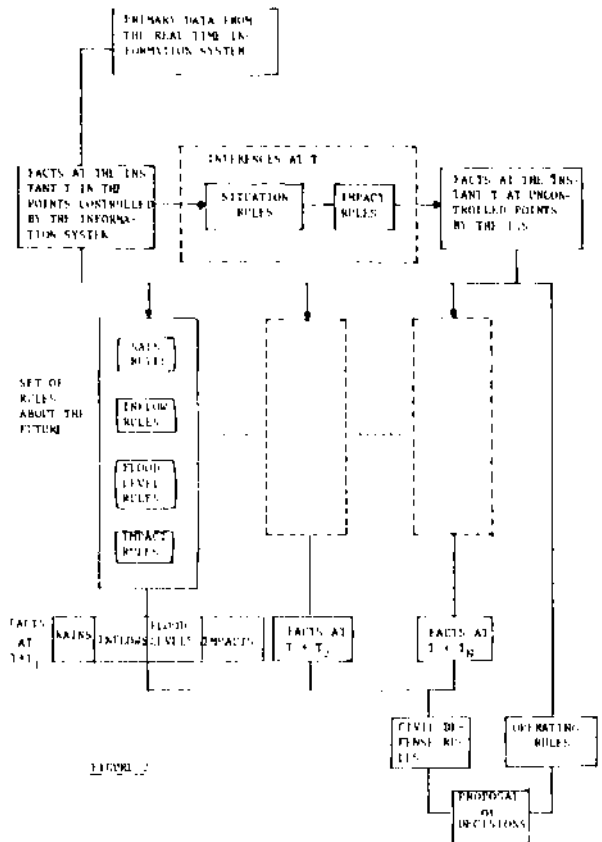 PRIMARY DATA FROM
THE REAL TIME IN-
FORMATION SYSTEM
FACTS AT THE INS
TANT T IN THE
POINTS CONTROLLED
BY THE INFORMA-
TION SYSTEM
INFERENCES AT T
SITUATION
RULES
IMPACT
RULES
FACTS AT THE INS-
TANT T AT UNCON-
TROLLED POINTS
BY THE
SET OF
RULES
ABOUT THE
FUTURE
INFLOW
RULES
FLOOD
LEVEL
RULES
IMPACT
RULES
FACTS
AT
RAINS
INFLOWS
FLOOD
LEVELS
IMPACTS
FACTS AT
T + T
FACTS AT
T + T N
CIVIL DE-
FENSE RU-
LES
OPERATING
RULES
PROPOSAL
OF
DECISIONS
FIGURE